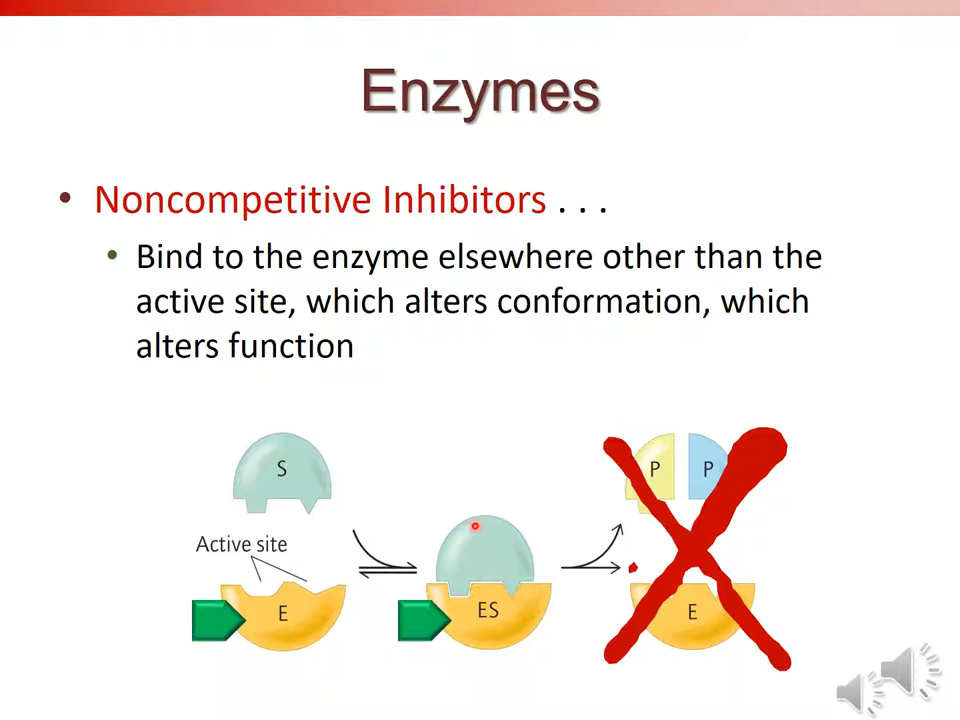 Enzymes
• Noncompetitive Inhibitors . . .
• Bind to the enzyme elsewhere other than the
active site, which alters conformation, which
alters function
S
P P
Active site
E
ES
E